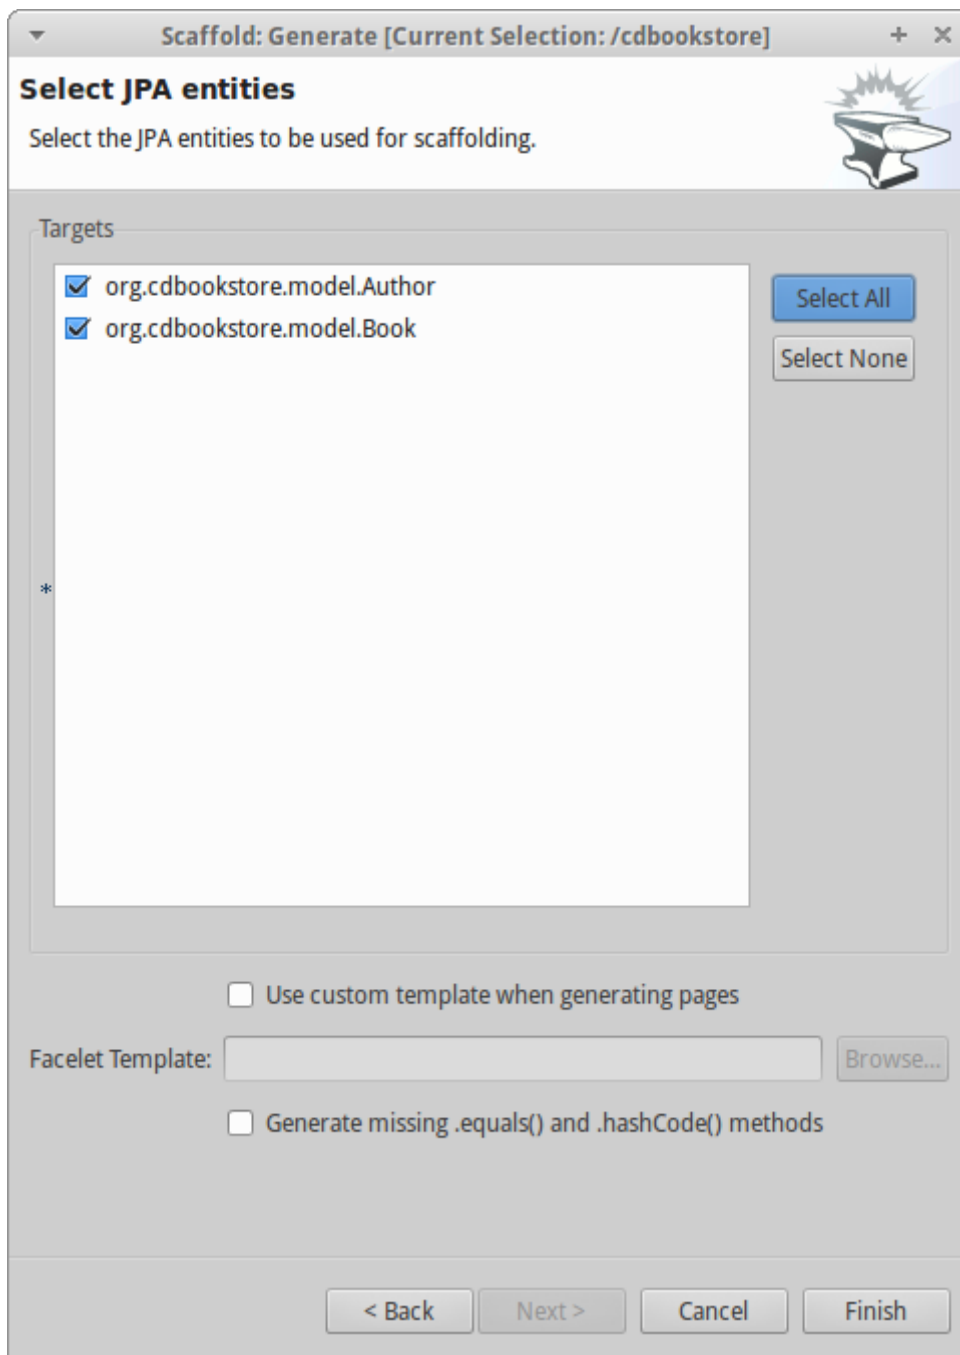 Scaffold: Generate [Current Selection: /cdbookstore]
Select JPA entities
Select the JPA entities to be used for scaffolding.
Targets
org.cdbookstore.model.Author
org.cdbookstore.model.Book
Select All
Select None
*
Use custom template when generating pages
Facelet Template:
Browse...
Generate missing .equals() and .hashCode() methods
< Back
Next >
Cancel
Finish